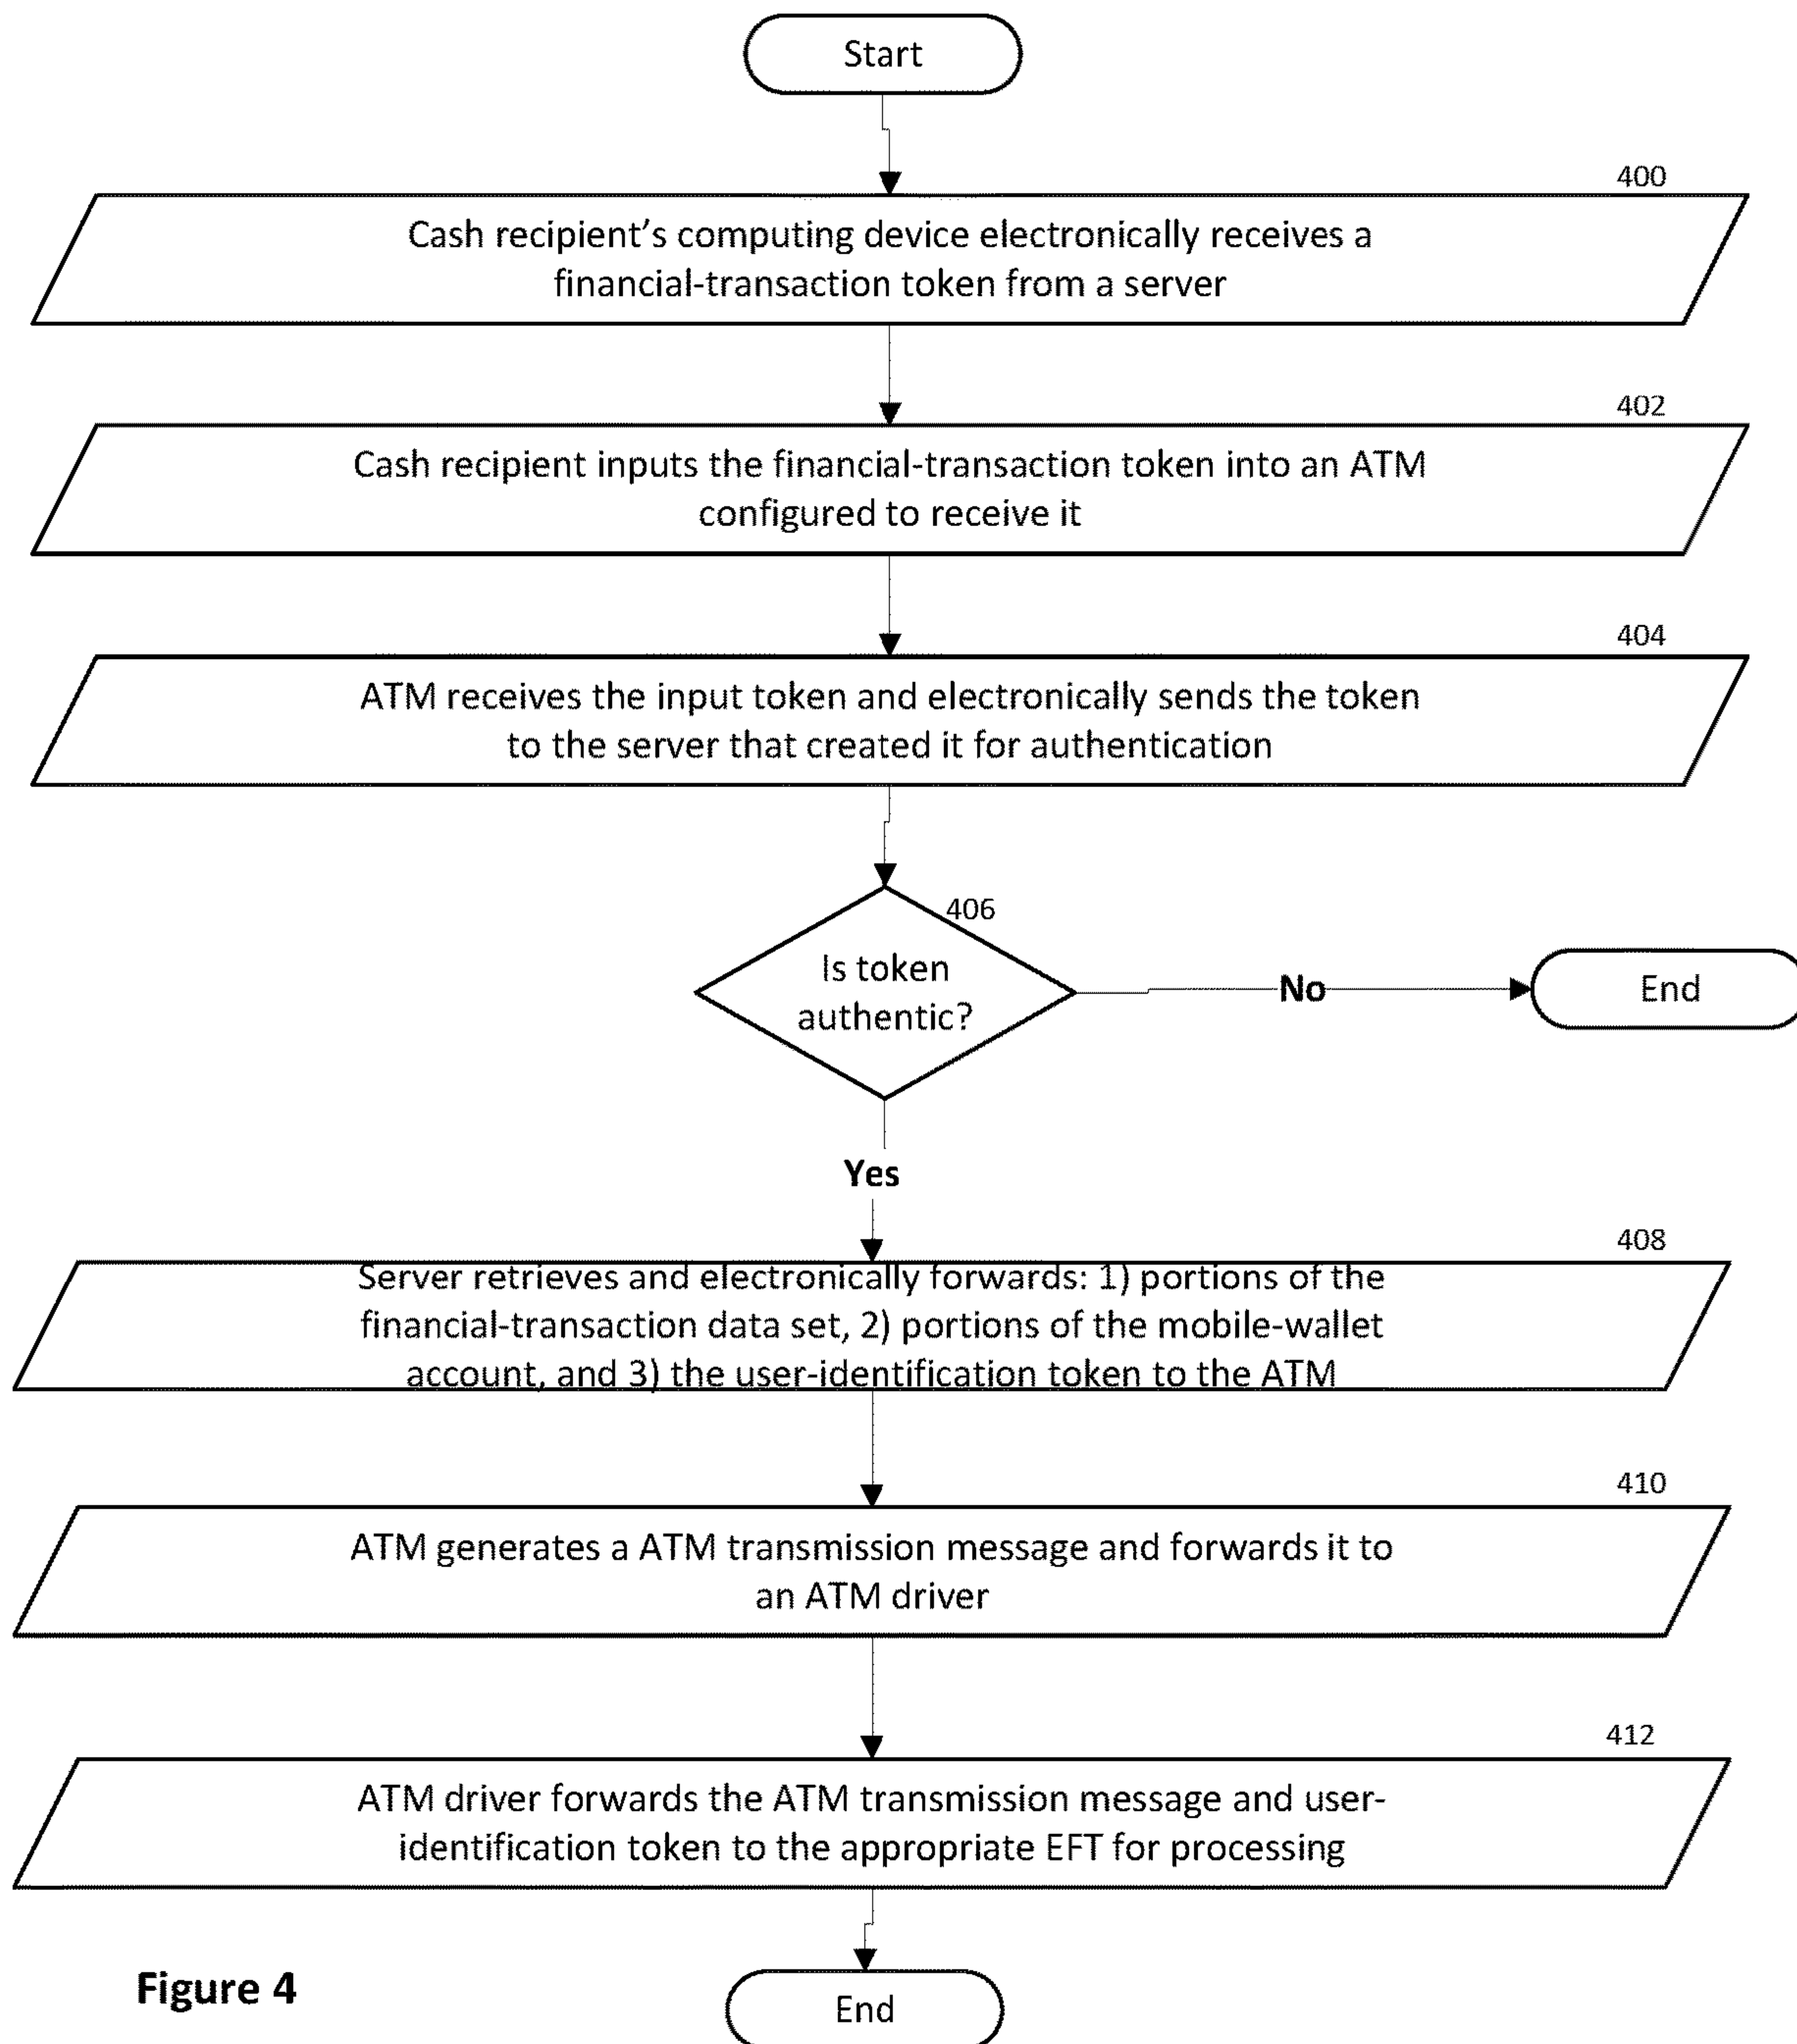 Start
400
Cash recipient's computing device electronically receives a
financial-transaction token from a server
402
Cash recipient inputs the financial-transaction token into an ATM
configured to receive it
404
ATM receives the input token and electronically sends the token
to the server that created it for authentication
406
Is token
authentic?
No
End
Yes
408
Server retrieves and electronically forwards: 1) portions of the
financial-transaction data set, 2) portions of the mobile-wallet
account, and 3) the user-identification token to the ATM
410
ATM generates a ATM transmission message and forwards it to
an ATM driver
412
ATM driver forwards the ATM transmission message and user-
identification token to the appropriate EFT for processing
Figure 4
End